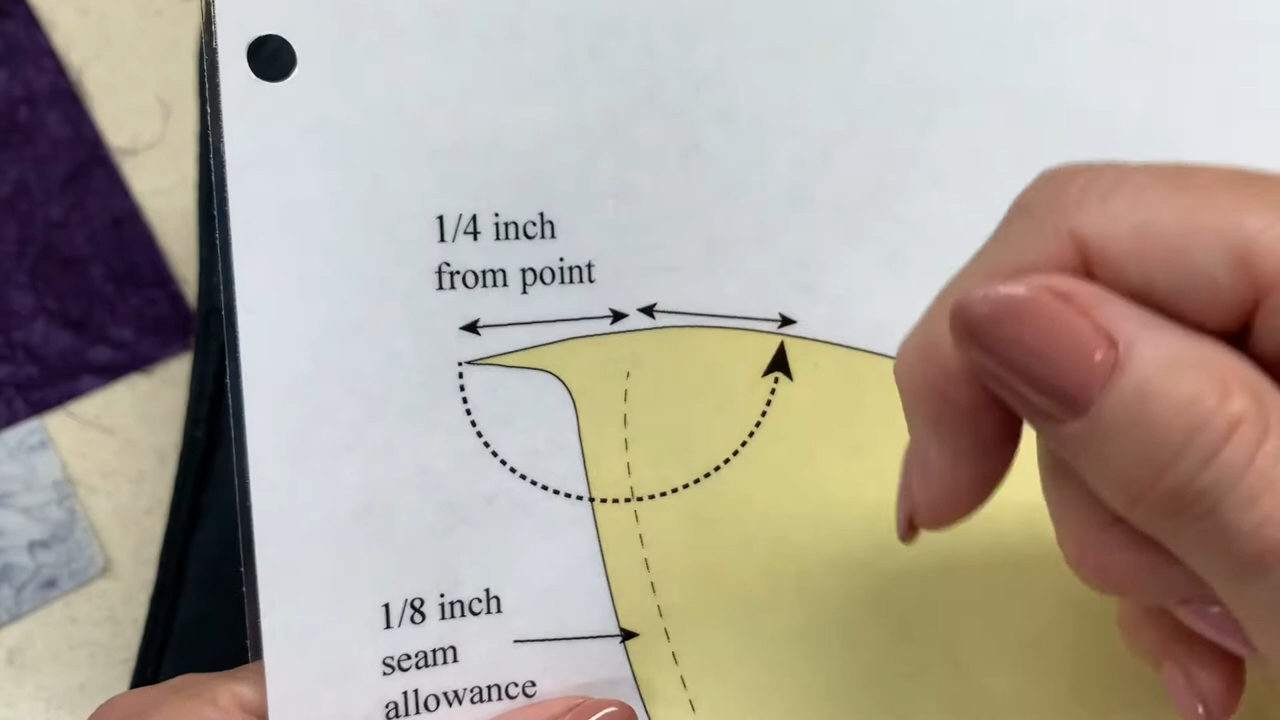 1/4 inch
from point
1/8 inch
seam
allowance